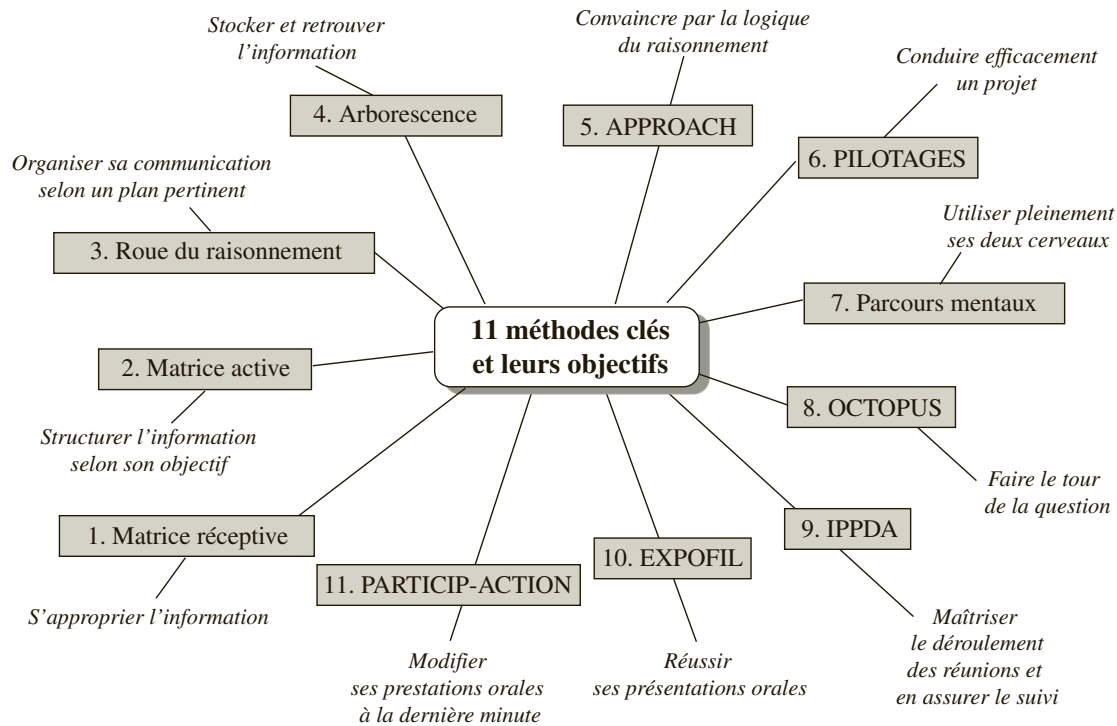 Stocker et retrouver
l’information
4. Arborescence
Convaincre par la logique
du raisonnement
5. APPROACH
Conduire efficacement
un projet
6. PILOTAGES
Organiser sa communication
selon un plan pertinent
3. Roue du raisonnement
Utiliser pleinement
ses deux cerveaux
7. Parcours mentaux
11 méthodes clés
et leurs objectifs
2. Matrice active
Structurer l’information
selon son objectif
8. OCTOPUS
Faire le tour
de la question
1. Matrice réceptive
S’approprier l’information
9. IPPDA
Maîtriser
le déroulement
des réunions et
en assurer le suivi
10. EXPOFIL
Réussir
ses présentations orales
11. PARTICIP-ACTION
Modifier
ses prestations orales
à la dernière minute